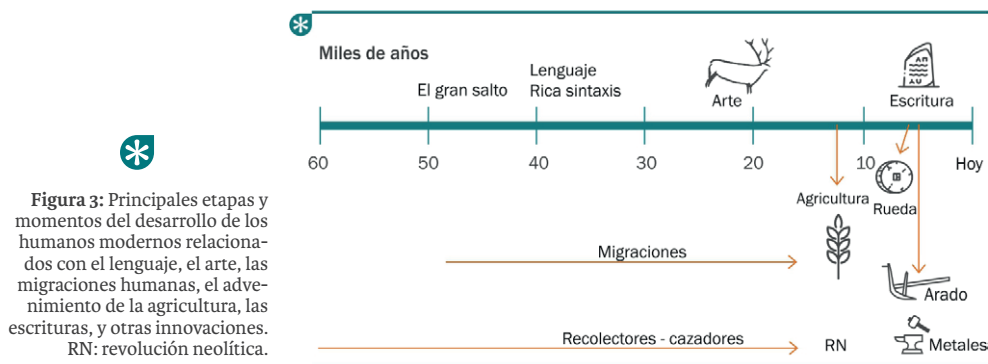 Miles de años
El gran salto
Lenguaje
Rica sintaxis
Arte
Escritura
60
50
40
30
20
10
Hoy
Agricultura
Rueda
Migraciones
Arado
Recolectores - cazadores
RN
Metales
Figura 3: Principales etapas y
momentos del desarrollo de los
humanos modernos relaciona-
dos con el lenguaje, el arte, las
migraciones humanas, el adve-
nimiento de la agricultura, las
escrituras, y otras innovaciones.
RN: revolución neolítica.